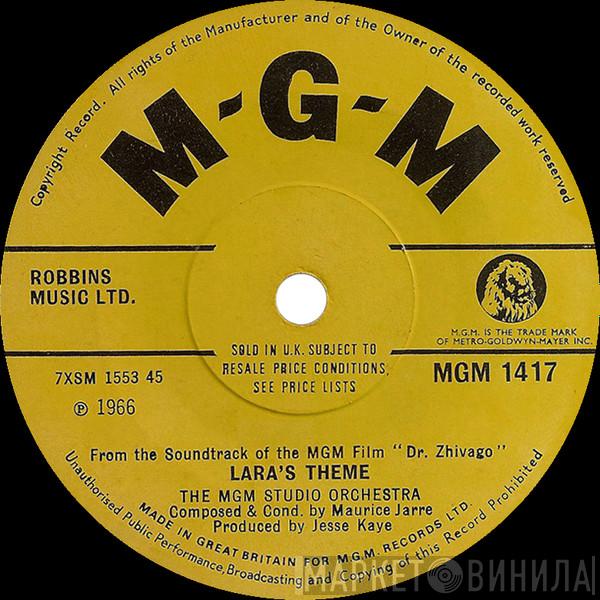 Copyright Record. All rights of the Manufacturer and of the Owner of the recorded work reserved
M-G-M
ROBBINS
MUSIC LTD.
M.G.M. IS THE TRADE MARK
OF METRO-GOLDWYN-MAYER INC.
SOLD IN U.K. SUBJECT TO
RESALE PRICE CONDITIONS,
SEE PRICE LISTS
7XSM 1553 45
℗ 1966
MGM 1417
From the Soundtrack of the MGM Film "Dr. Zhivago"
LARA'S THEME
THE MGM STUDIO ORCHESTRA
Composed & Cond. by Maurice Jarre
Produced by Jesse Kaye
MADE IN GREAT BRITAIN FOR M.G.M. RECORDS LTD.
Unauthorised Public Performance, Broadcasting and Copying of this Record Prohibited
МАРКЕТ ВИНИЛА